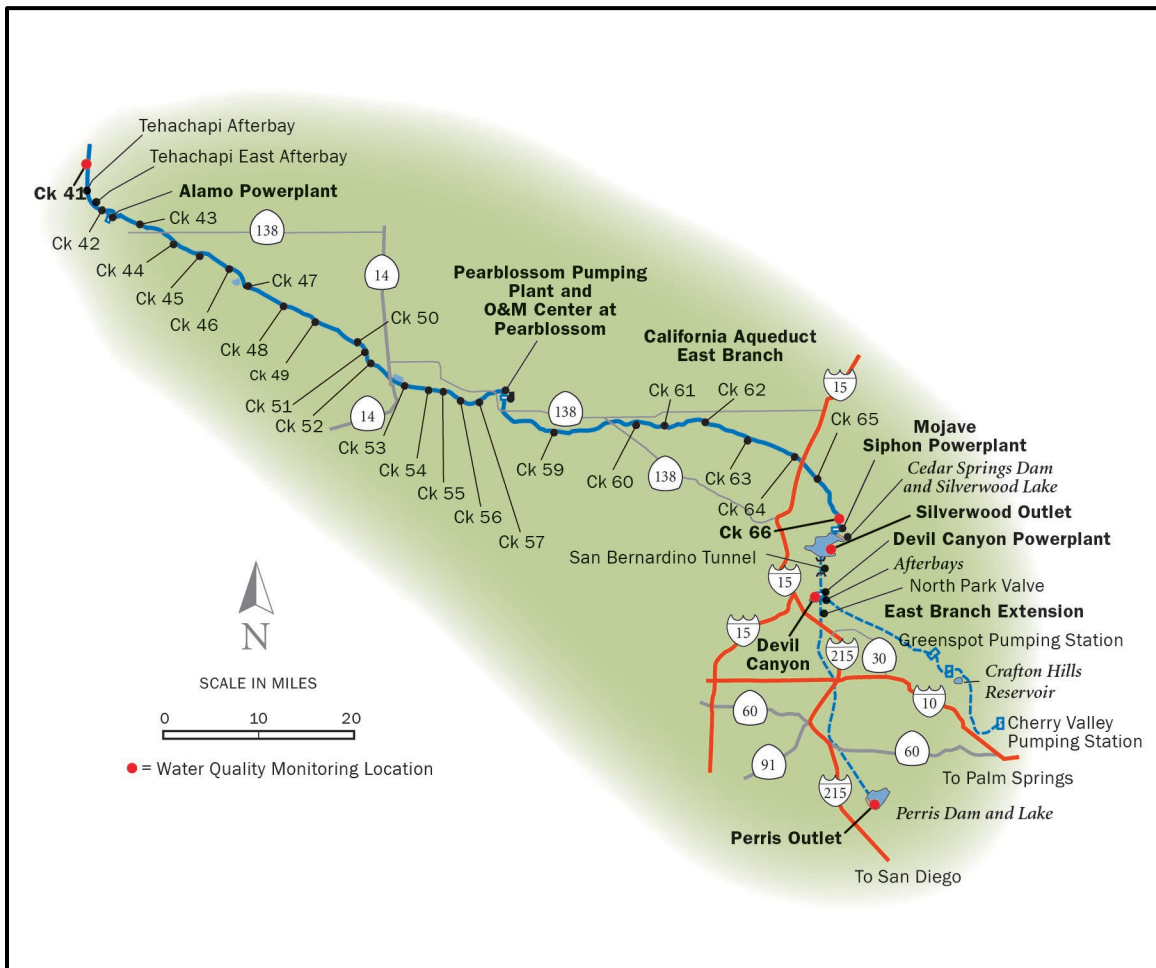 Tehachapi Afterbay
Tehachapi East Afterbay
Ck 41
Alamo Powerplant
Ck 42
Ck 43
138
Ck 44
14
Ck 45
Ck 47
Ck 46
Pearblossom Pumping
Plant and
O&M Center at
Pearblossom
Ck 48
Ck 50
Ck 49
California Aqueduct
East Branch
Ck 51
Ck 52
14
Ck 53
Ck 54
Ck 55
Ck 56
Ck 57
138
Ck 59
Ck 60
Ck 61
Ck 62
138
Ck 63
Ck 64
15
Ck 65
Mojave
Siphon Powerplant
Cedar Springs Dam
and Silverwood Lake
Ck 66
Silverwood Outlet
San Bernardino Tunnel
Devil Canyon Powerplant
Afterbays
15
North Park Valve
East Branch Extension
15
Devil
Canyon
215
30
Greenspot Pumping Station
Crafton Hills
Reservoir
10
60
Cherry Valley
Pumping Station
91
60
To Palm Springs
215
Perris Dam and Lake
Perris Outlet
To San Diego
N
SCALE IN MILES
0 10 20
= Water Quality Monitoring Location